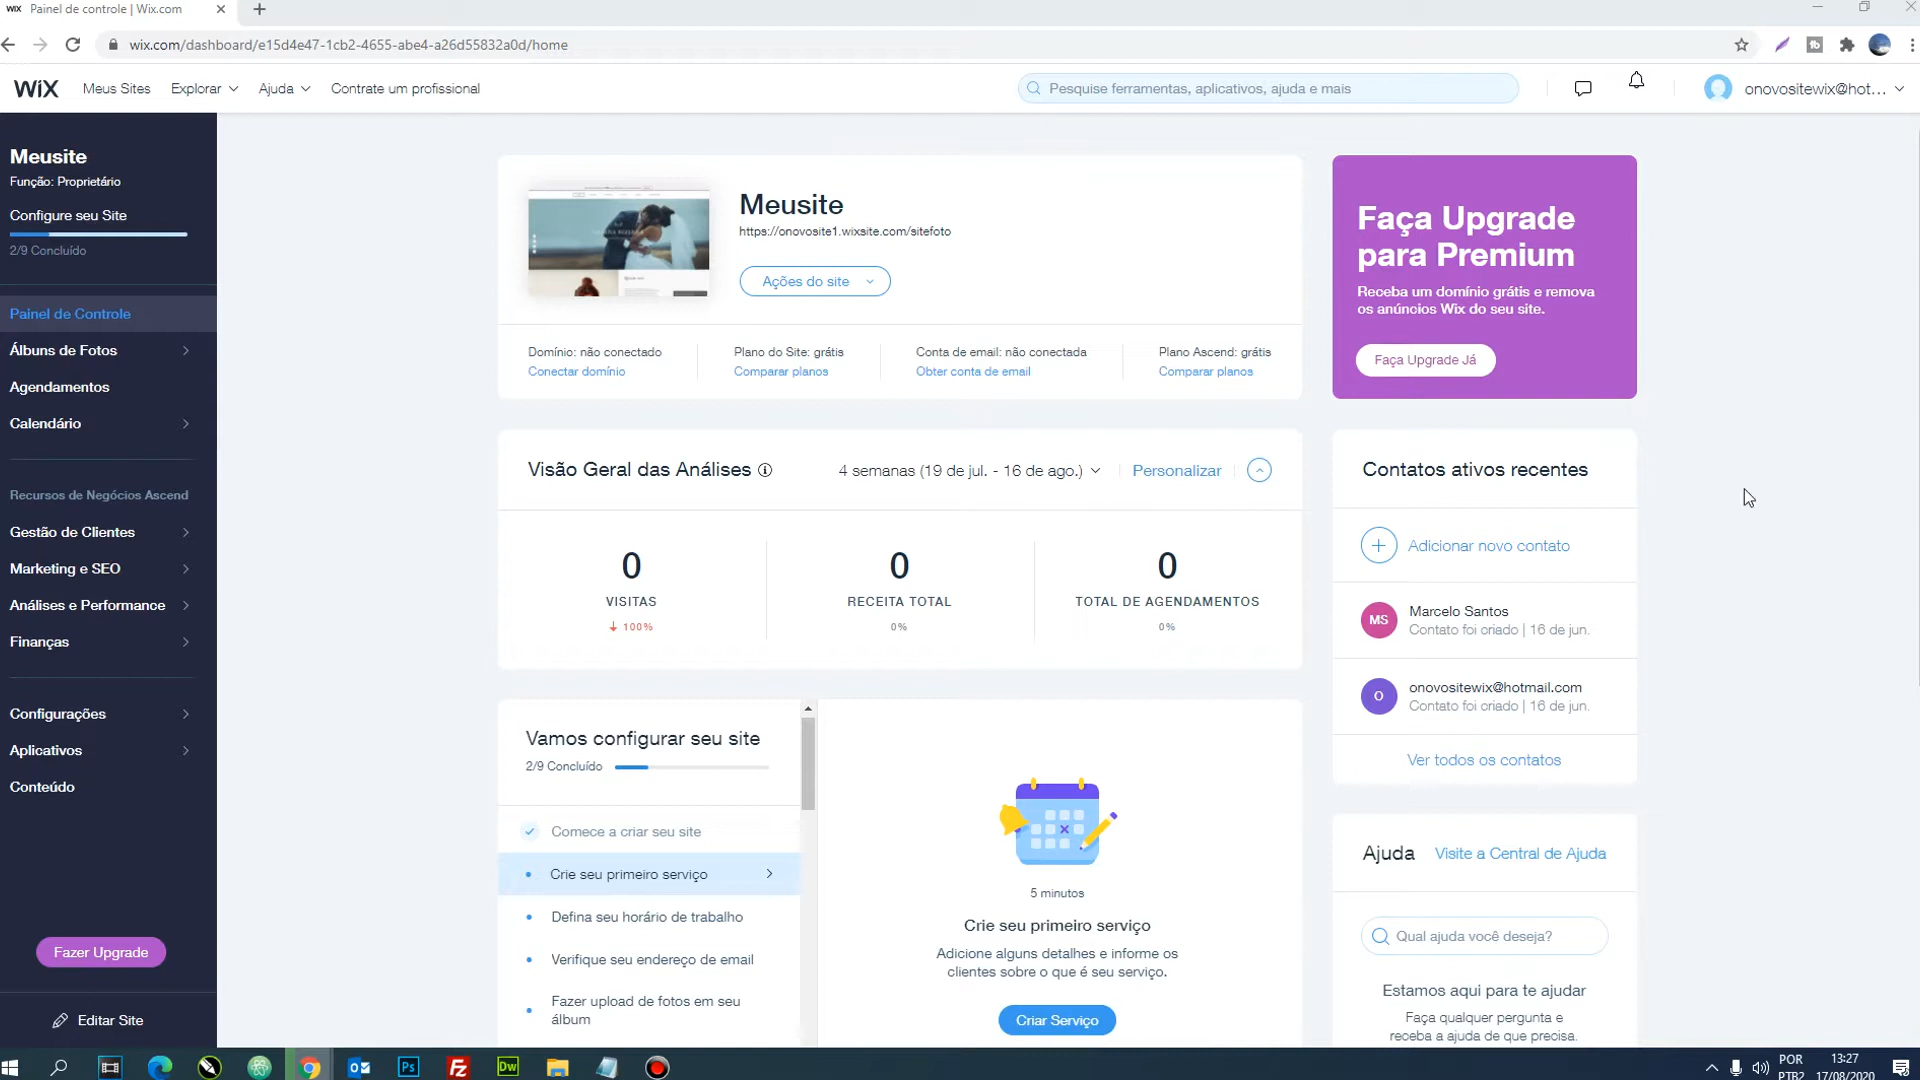 WIX Painel de controle | Wix.com
wix.com/dashboard/e15d4e47-1cb2-4655-abe4-a26d55832a0d/home
WIX Meus Sites Explorar Ajuda Contrate um profissional Pesquise ferramentas, aplicativos, ajuda e mais onovositewix@hot...
Meusite
Função: Proprietário
Configure seu Site
2/9 Concluído
Painel de Controle
Álbuns de Fotos
Agendamentos
Calendário
Recursos de Negócios Ascend
Gestão de Clientes
Marketing e SEO
Análises e Performance
Finanças
Configurações
Aplicativos
Conteúdo
Fazer Upgrade
Editar Site
Meusite
https://onovosite1.wixsite.com/sitefoto
Ações do site
Domínio: não conectado
Conectar domínio
Plano do Site: grátis
Comparar planos
Conta de email: não conectada
Obter conta de email
Plano Ascend: grátis
Comparar planos
Faça Upgrade
para Premium
Receba um domínio grátis e remova
os anúncios Wix do seu site.
Faça Upgrade Já
Visão Geral das Análises 4 semanas (19 de jul. - 16 de ago.) Personalizar
0
VISITAS
100%
0
RECEITA TOTAL
0%
0
TOTAL DE AGENDAMENTOS
0%
Contatos ativos recentes
Adicionar novo contato
MS
Marcelo Santos
Contato foi criado | 16 de jun.
O
onovositewix@hotmail.com
Contato foi criado | 16 de jun.
Ver todos os contatos
Vamos configurar seu site
2/9 Concluído
Comece a criar seu site
Crie seu primeiro serviço
Defina seu horário de trabalho
Verifique seu endereço de email
Fazer upload de fotos em seu
álbum
5 minutos
Crie seu primeiro serviço
Adicione alguns detalhes e informe os
clientes sobre o que é seu serviço.
Criar Serviço
Ajuda Visite a Central de Ajuda
Qual ajuda você deseja?
Estamos aqui para te ajudar
Faça qualquer pergunta e
receba a ajuda de que precisa.
Ps Fz Dw
POR
PTB2
13:27
17/08/2020